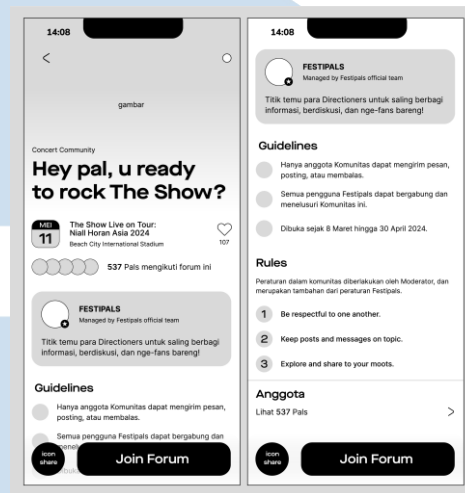 14:08
<
gambar
Concert Community
Hey pal, u ready
to rock The Show?
MEI
11
The Show Live on Tour:
Niall Horan Asia 2024
Beach City International Stadium
107
537 Pals mengikuti forum ini
FESTIPALS
Managed by Festipals official team
Titik temu para Directioners untuk saling berbagi
informasi, berdiskusi, dan nge-fans bareng!
Guidelines
Hanya anggota Komunitas dapat mengirim pesan,
posting, atau membalas.
Semua pengguna Festipals dapat bergabung dan
icon
share
Join Forum
14:08
FESTIPALS
Managed by Festipals official team
Titik temu para Directioners untuk saling berbagi
informasi, berdiskusi, dan nge-fans bareng!
Guidelines
Hanya anggota Komunitas dapat mengirim pesan,
posting, atau membalas.
Semua pengguna Festipals dapat bergabung dan
menelusuri Komunitas ini.
Dibuka sejak 8 Maret hingga 30 April 2024.
Rules
Peraturan dalam komunitas diberlakukan oleh Moderator, dan
merupakan tambahan dari peraturan Festipals.
1 Be respectful to one another.
2 Keep posts and messages on topic.
3 Explore and share to your moots.
Anggota
Lihat 537 Pals >
icon
share
Join Forum